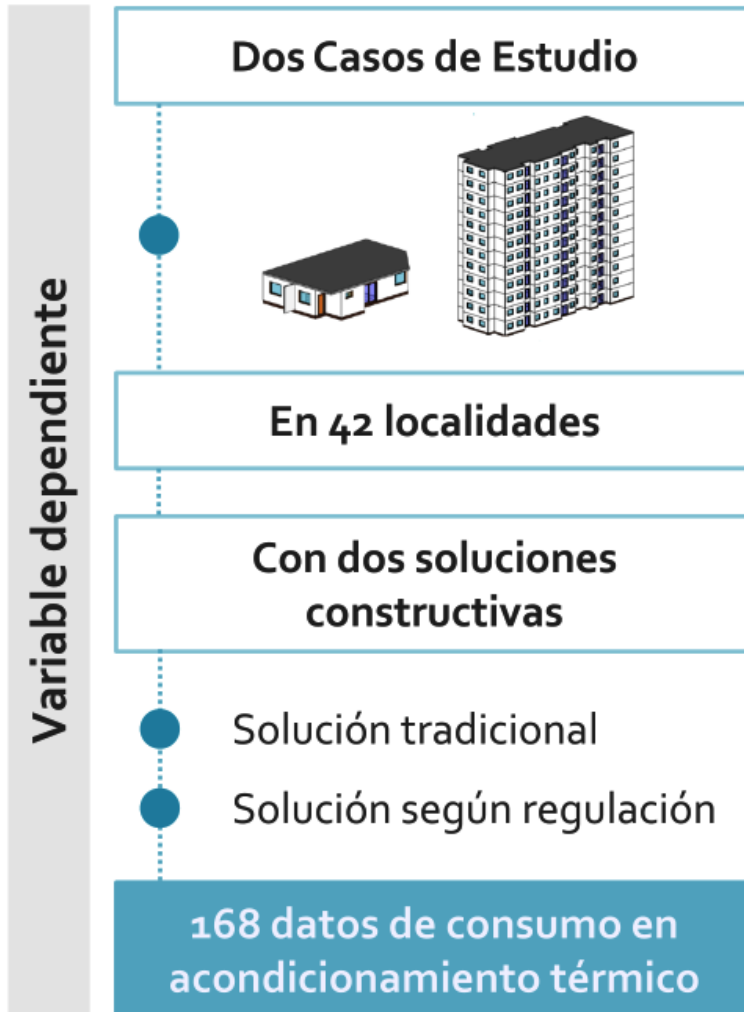 Variable dependiente
Dos Casos de Estudio
En 42 localidades
Con dos soluciones
constructivas
Solución tradicional
Solución según regulación
168 datos de consumo en
acondicionamiento térmico